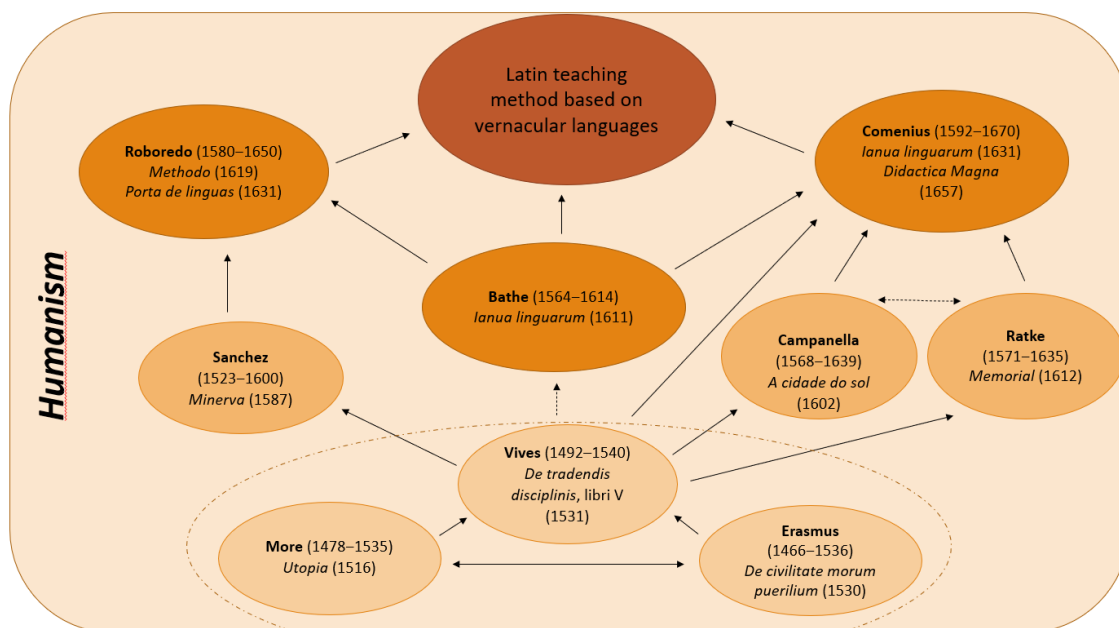 Latin teaching
method based on
vernacular languages
Roboredo (1580–1650)
Methodo (1619)
Porta de linguas (1631)
Comenius (1592–1670)
Ianua linguarum (1631)
Didactica Magna
(1657)
Humanism
Bathe (1564–1614)
Ianua linguarum (1611)
Sanchez
(1523–1600)
Minerva (1587)
Campanella
(1568–1639)
A cidade do sol
(1602)
Ratke
(1571–1635)
Memorial (1612)
Vives (1492–1540)
De tradendis
disciplinis, libri V
(1531)
More (1478–1535)
Utopia (1516)
Erasmus
(1466–1536)
De civilitate morum
puerilium (1530)